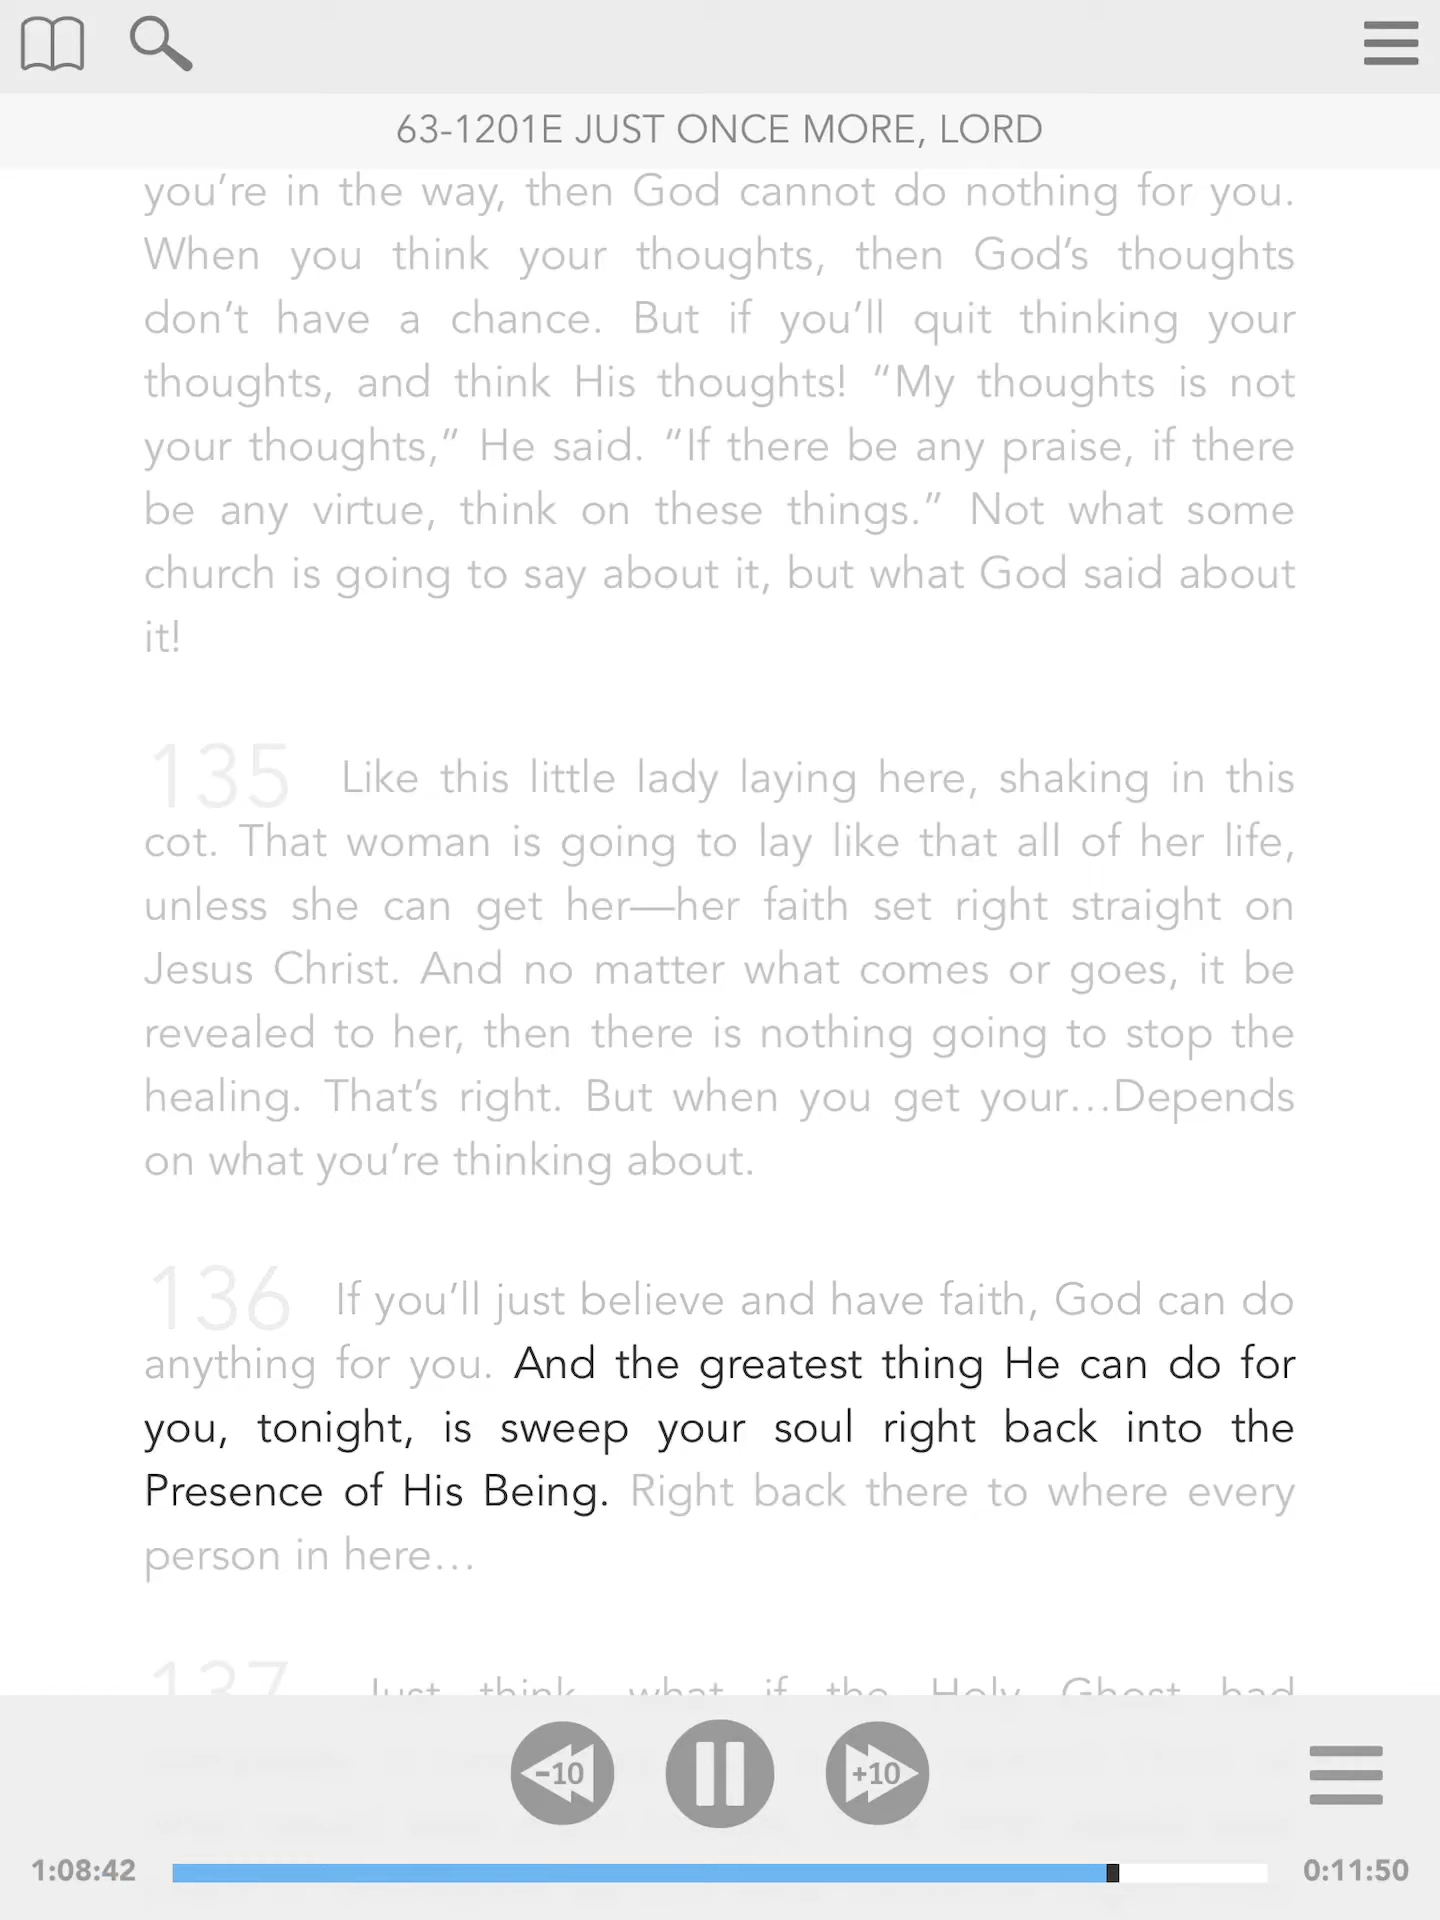 63-1201E JUST ONCE MORE, LORD
you’re in the way, then God cannot do nothing for you.
When you think your thoughts, then God’s thoughts
don’t have a chance. But if you’ll quit thinking your
thoughts, and think His thoughts! “My thoughts is not
your thoughts,” He said. “If there be any praise, if there
be any virtue, think on these things.” Not what some
church is going to say about it, but what God said about
it!
135 Like this little lady laying here, shaking in this
cot. That woman is going to lay like that all of her life,
unless she can get her—her faith set right straight on
Jesus Christ. And no matter what comes or goes, it be
revealed to her, then there is nothing going to stop the
healing. That’s right. But when you get your…Depends
on what you’re thinking about.
136 If you’ll just believe and have faith, God can do
anything for you. And the greatest thing He can do for
you, tonight, is sweep your soul right back into the
Presence of His Being. Right back there to where every
person in here…
137 Just think, what if the Holy Ghost had
-10 +10
1:08:42 0:11:50